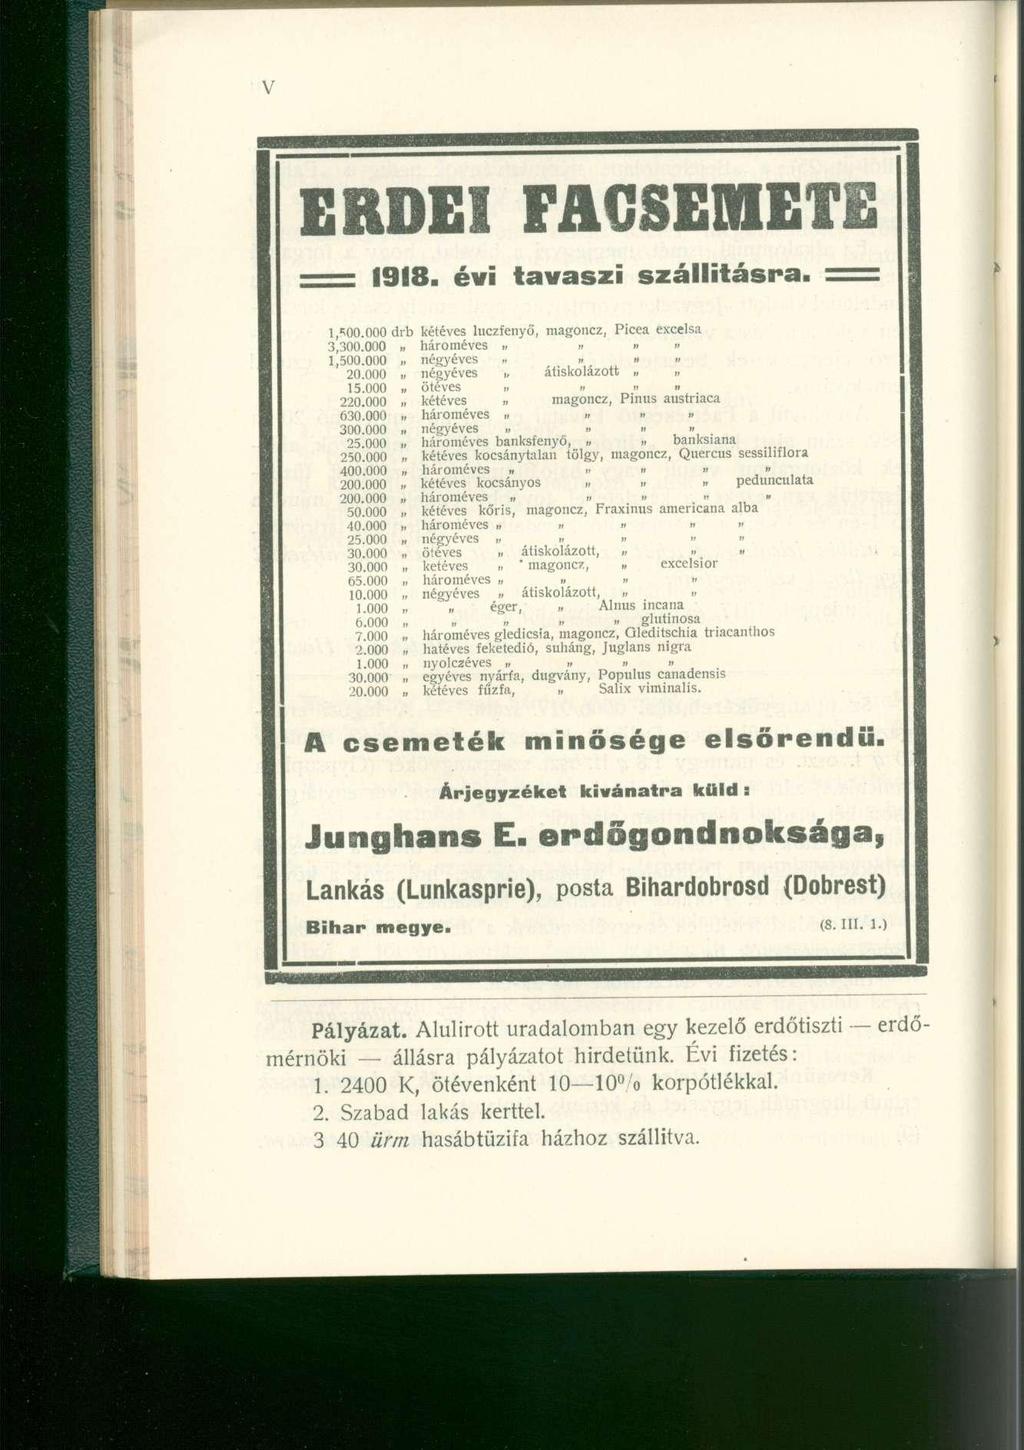 V
ERDEI FACSEMETE
1918. évi tavaszi szállitásra.
1,500.000 drb kétéves luczfenyő, magoncz, Picea excelsa
3,300.000 „ hároméves „ „ „ „
1,500.000 „ négyéves „ „ „ „
20.000 „ négyéves „ átiskolázott „ „
15.000 „ ötéves „ „ „ „
220.000 „ kétéves „ magoncz, Pinus austriaca
630.000 „ hároméves „ „ „ „
300.000 „ négyéves „ „ „ „
25.000 „ hároméves banksfenyő, „ „ banksiana
250.000 „ kétéves kocsánytalan tölgy, magoncz, Quercus sessiliflora
400.000 „ hároméves „ „ „ „ „
200.000 „ kétéves kocsányos „ „ „ pedunculata
200.000 „ hároméves „ „ „ „ „
50.000 „ kétéves kőris, magoncz, Fraxinus americana alba
40.000 „ hároméves „ „ „ „ „
25.000 „ négyéves „ „ „ „ „
30.000 „ ötéves „ átiskolázott, „ „ „
30.000 „ kétéves „ magoncz, „ excelsior
65.000 „ hároméves „ „ „ „
10.000 „ négyéves „ átiskolázott, „ „
1.000 „ „ éger, „ Alnus incana
6.000 „ „ „ „ „ glutinosa
7.000 „ hároméves gledicsia, magoncz, Gleditschia triacanthos
2.000 „ hatéves feketedió, suháng, Juglans nigra
1.000 „ nyolczéves „ „ „ „
30.000 „ egyéves nyárfa, dugvány, Populus canadensis
20.000 „ kétéves fűzfa, „ Salix viminalis.
A csemeték minősége elsőrendü.
Árjegyzéket kivánatra küld:
Junghans E. erdőgondnoksága,
Lankás (Lunkasprie), posta Bihardobrosd (Dobrest)
Bihar megye. (8. III. 1.)
Pályázat. Alulirott uradalomban egy kezelő erdőtiszti — erdő-
mérnöki — állásra pályázatot hirdetünk. Évi fizetés:
1. 2400 K, ötévenként 10—10% korpótlékkal.
2. Szabad lakás kerttel.
3 40 ürm hasábtüzifa házhoz szállitva.